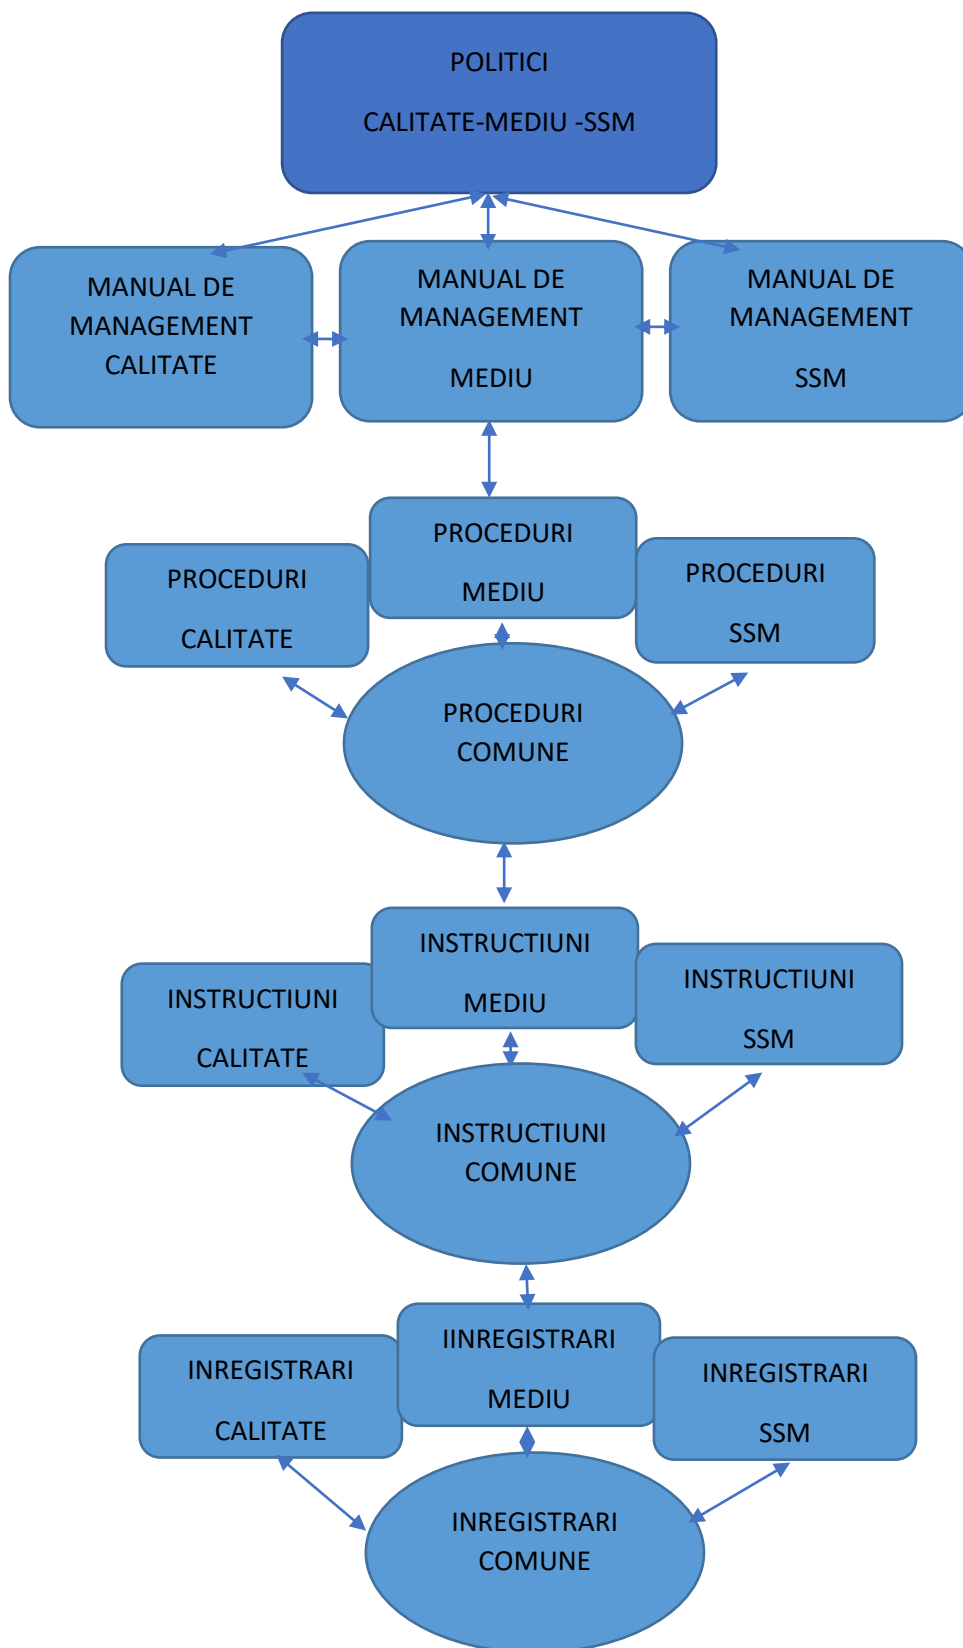 POLITICI
CALITATE-MEDIU -SSM
MANUAL DE
MANAGEMENT
CALITATE
MANUAL DE
MANAGEMENT
MEDIU
MANUAL DE
MANAGEMENT
SSM
PROCEDURI
CALITATE
PROCEDURI
MEDIU
PROCEDURI
SSM
PROCEDURI
COMUNE
INSTRUCTIUNI
CALITATE
INSTRUCTIUNI
MEDIU
INSTRUCTIUNI
SSM
INSTRUCTIUNI
COMUNE
INREGISTRARI
CALITATE
IINREGISTRARI
MEDIU
INREGISTRARI
SSM
INREGISTRARI
COMUNE